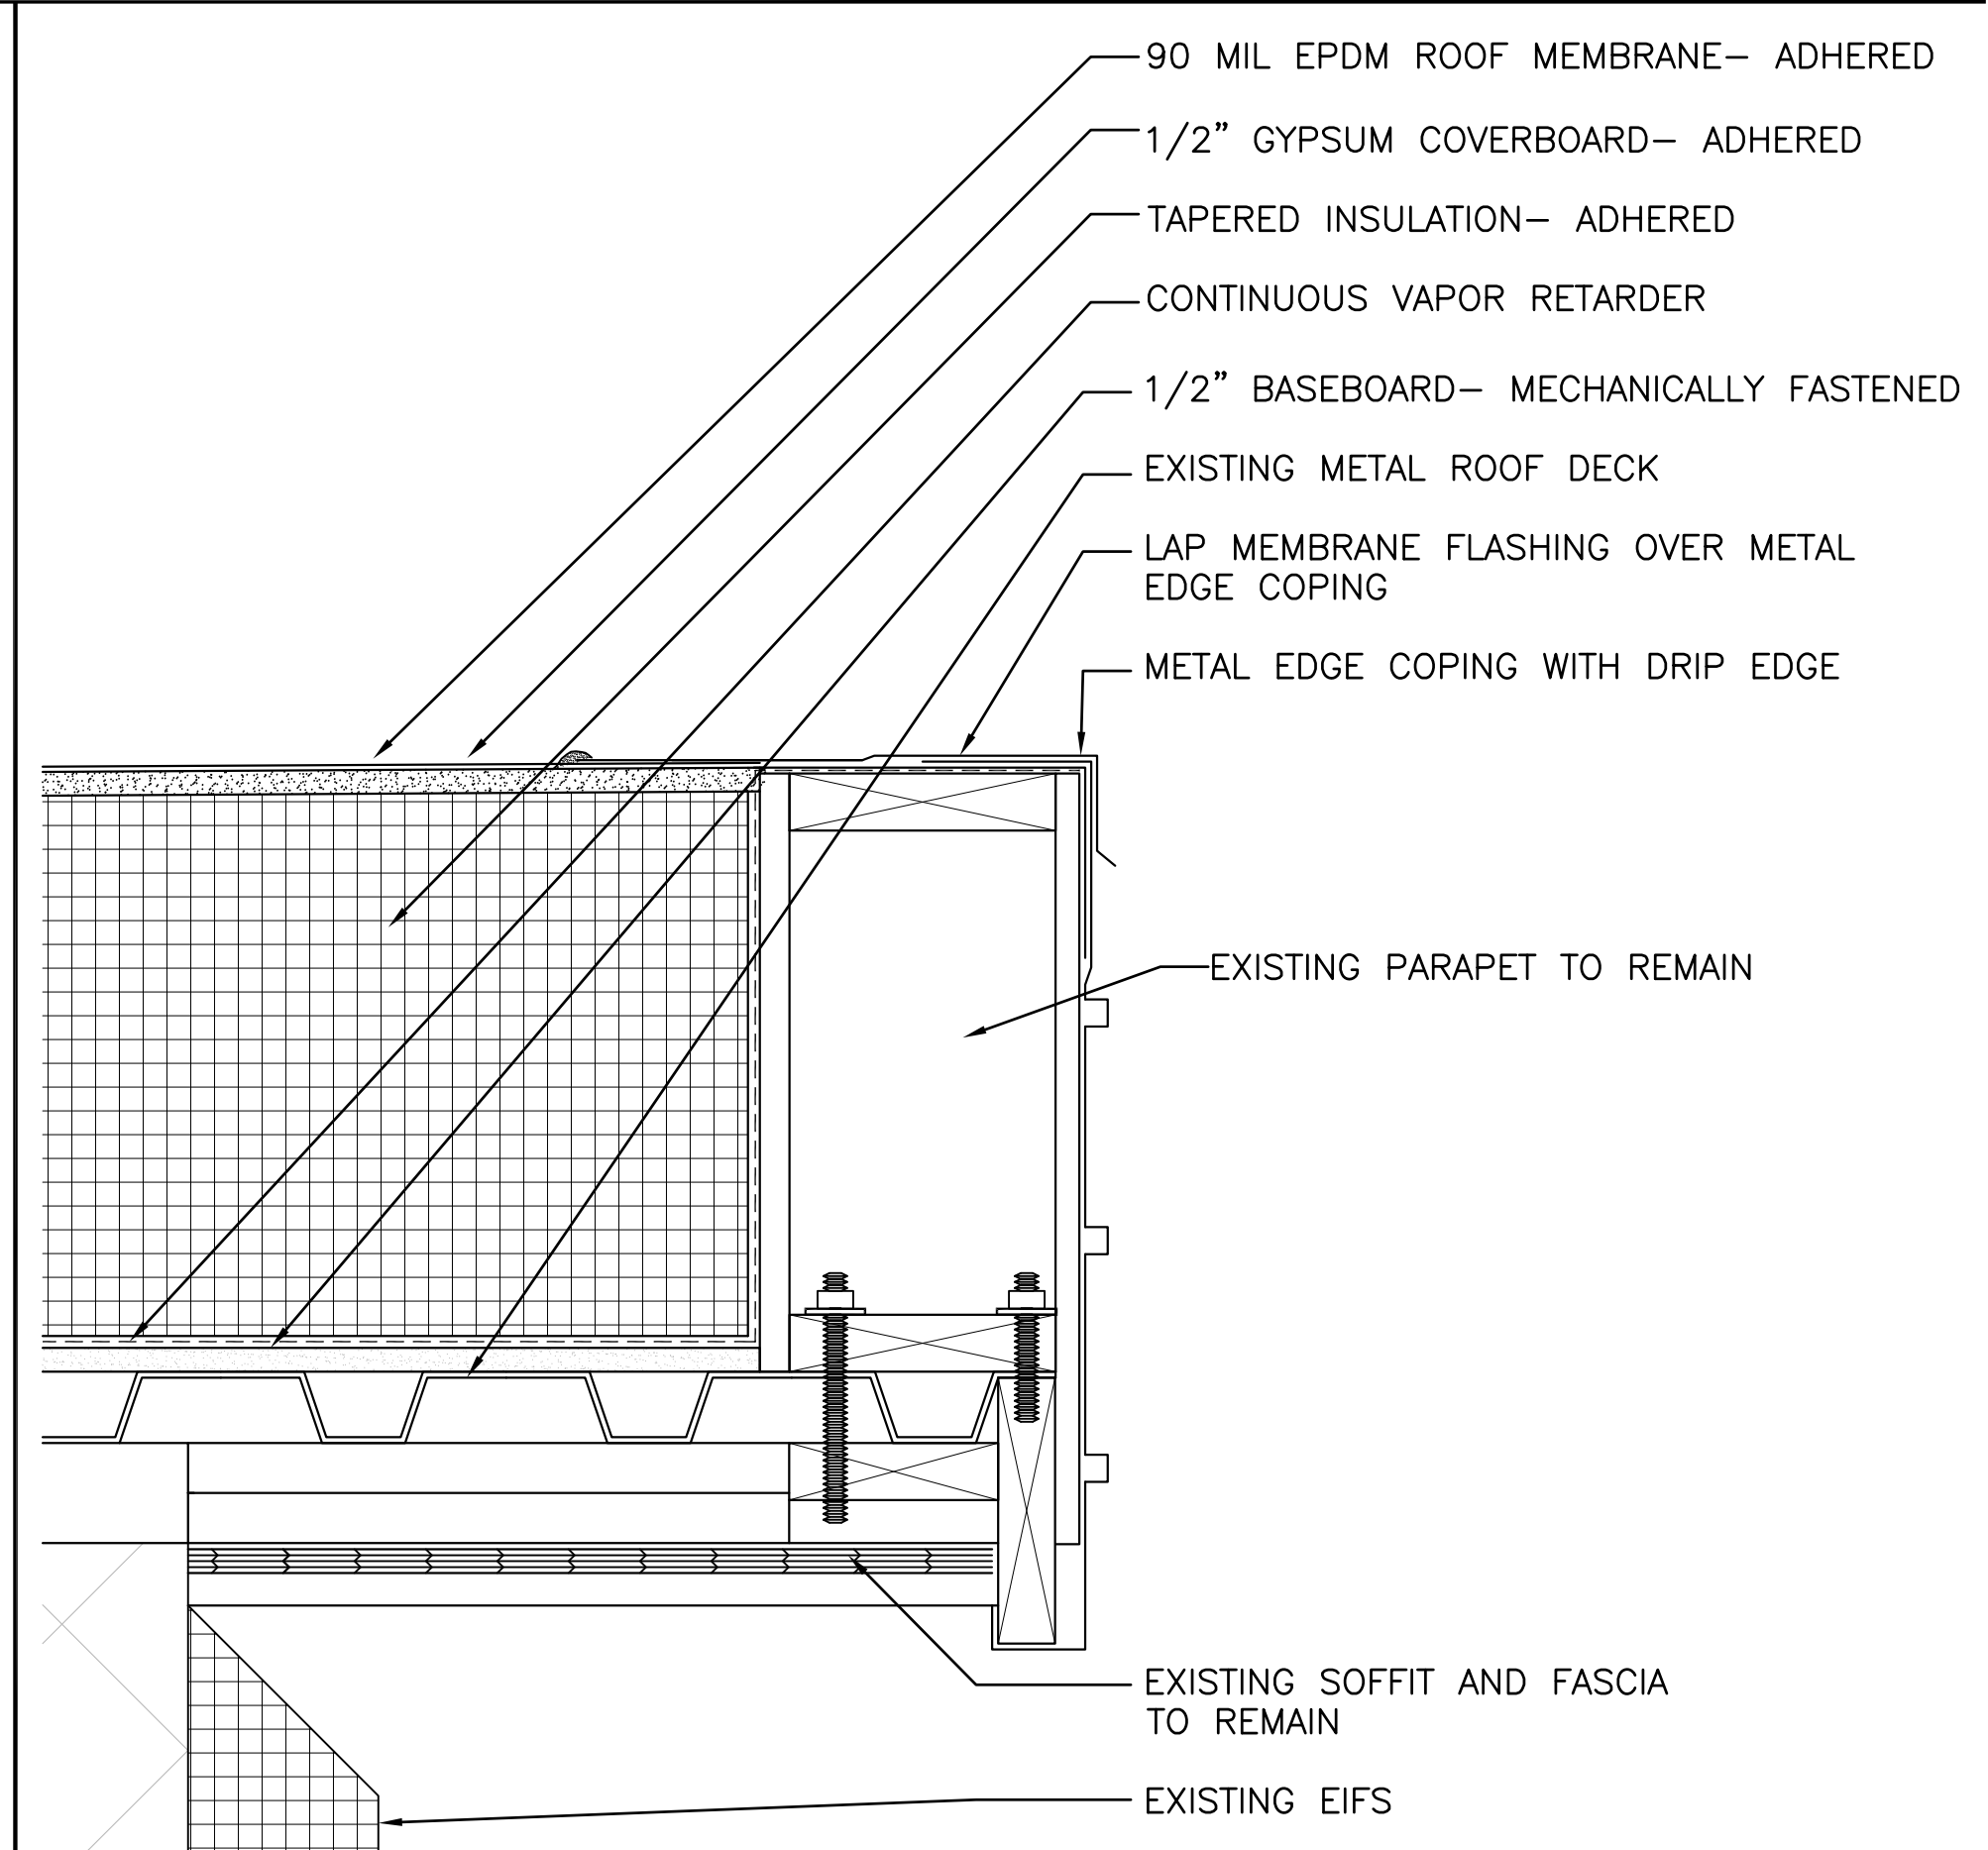 90 MIL EPDM ROOF MEMBRANE– ADHERED
1/2” GYPSUM COVERBOARD– ADHERED
TAPERED INSULATION– ADHERED
CONTINUOUS VAPOR RETARDER
1/2” BASEBOARD– MECHANICALLY FASTENED
EXISTING METAL ROOF DECK
LAP MEMBRANE FLASHING OVER METAL
EDGE COPING
METAL EDGE COPING WITH DRIP EDGE
EXISTING PARAPET TO REMAIN
EXISTING SOFFIT AND FASCIA
TO REMAIN
EXISTING EIFS